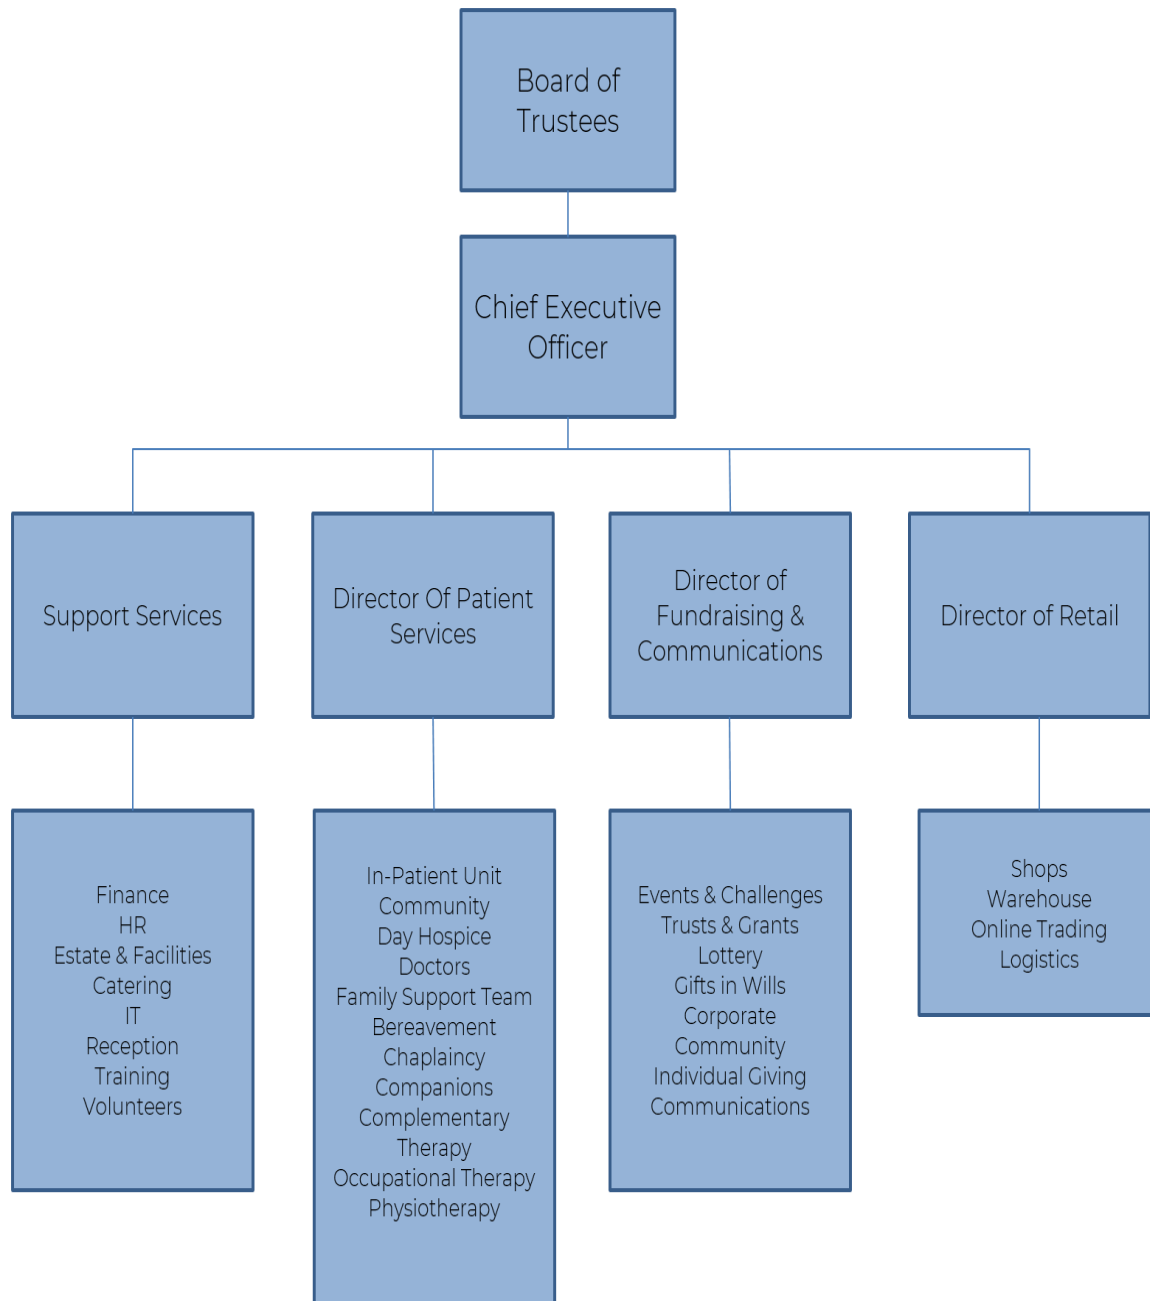 Board of
Trustees
Chief Executive
Officer
Support Services
Director Of Patient
Services
Director of
Fundraising &
Communications
Director of Retail
Finance
HR
Estate & Facilities
Catering
IT
Reception
Training
Volunteers
In-Patient Unit
Community
Day Hospice
Doctors
Family Support Team
Bereavement
Chaplaincy
Companions
Complementary
Therapy
Occupational Therapy
Physiotherapy
Events & Challenges
Trusts & Grants
Lottery
Gifts in Wills
Corporate
Community
Individual Giving
Communications
Shops
Warehouse
Online Trading
Logistics